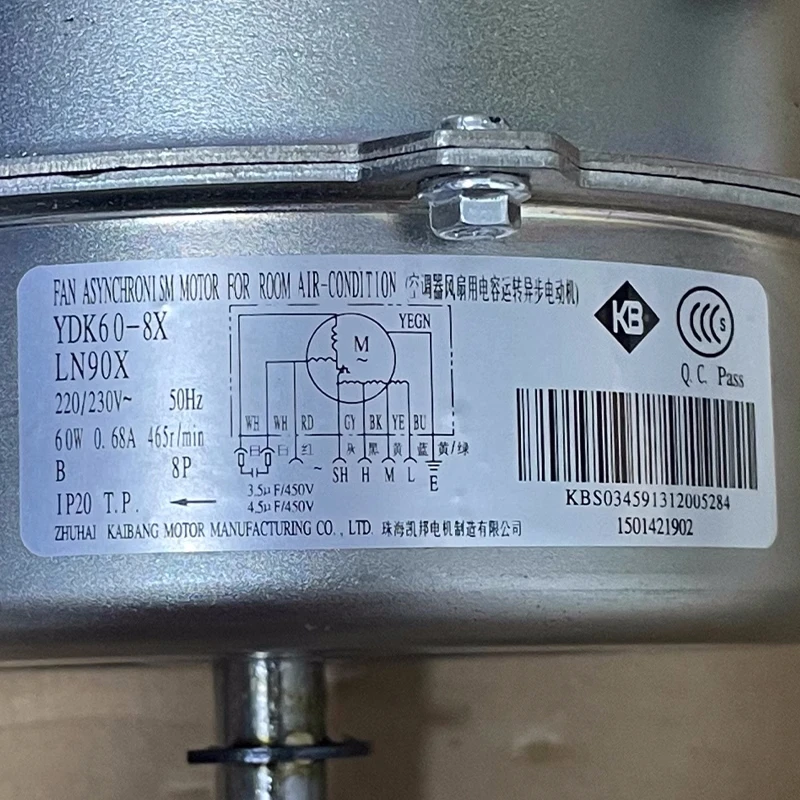 FAN ASYNCHRONISM MOTOR FOR ROOM AIR-CONDITION (空调器风扇用电容运转异步电动机)
YDK60-8X
LN90X
220/230V~ 50Hz
60W 0.68A 465r/min
B 8P
IP20 T.P.
YEGN
M
~
WH WH RD GY BK YE BU
白 白 红 灰 黑 黄 蓝 黄/绿
~ SH H M L E
3.5μF/450V
4.5μF/450V
ZHUHAI KAIBANG MOTOR MANUFACTURING CO., LTD. 珠海凯邦电机制造有限公司
KB
CCC S
Q.C. Pass
KBS034591312005284
1501421902